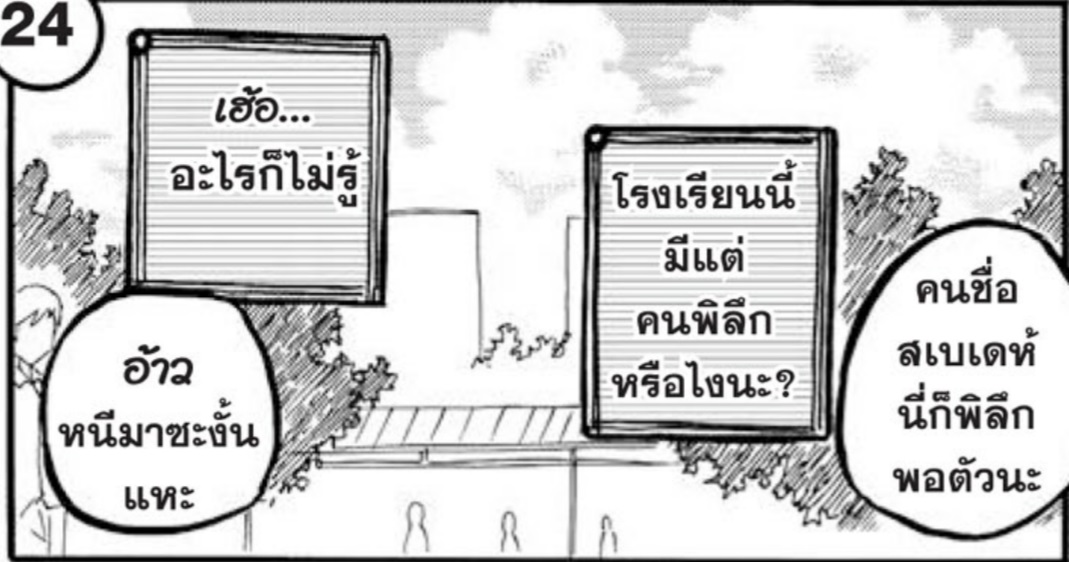 24
คนชื่อ
สเบเดห้
นี่ก็พิลึก
พอตัวนะ
โรงเรียนนี้
มีแต่
คนพิลึก
หรือไงนะ?
เฮ้อ...
อะไรก็ไม่รู้
อ้าว
หนีมาซะงั้น
แหะ